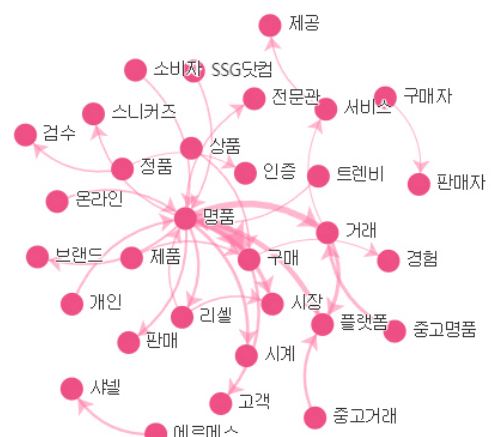 제공
소비자 SSG닷컴
전문관
서비스
구매자
스니커즈
검수
상품
정품
인증
트렌비
판매자
온라인
명품
거래
브랜드
제품
구매
경험
개인
리셀
시장
플랫폼
중고명품
판매
시계
샤넬
고객
중고거래
에르메스